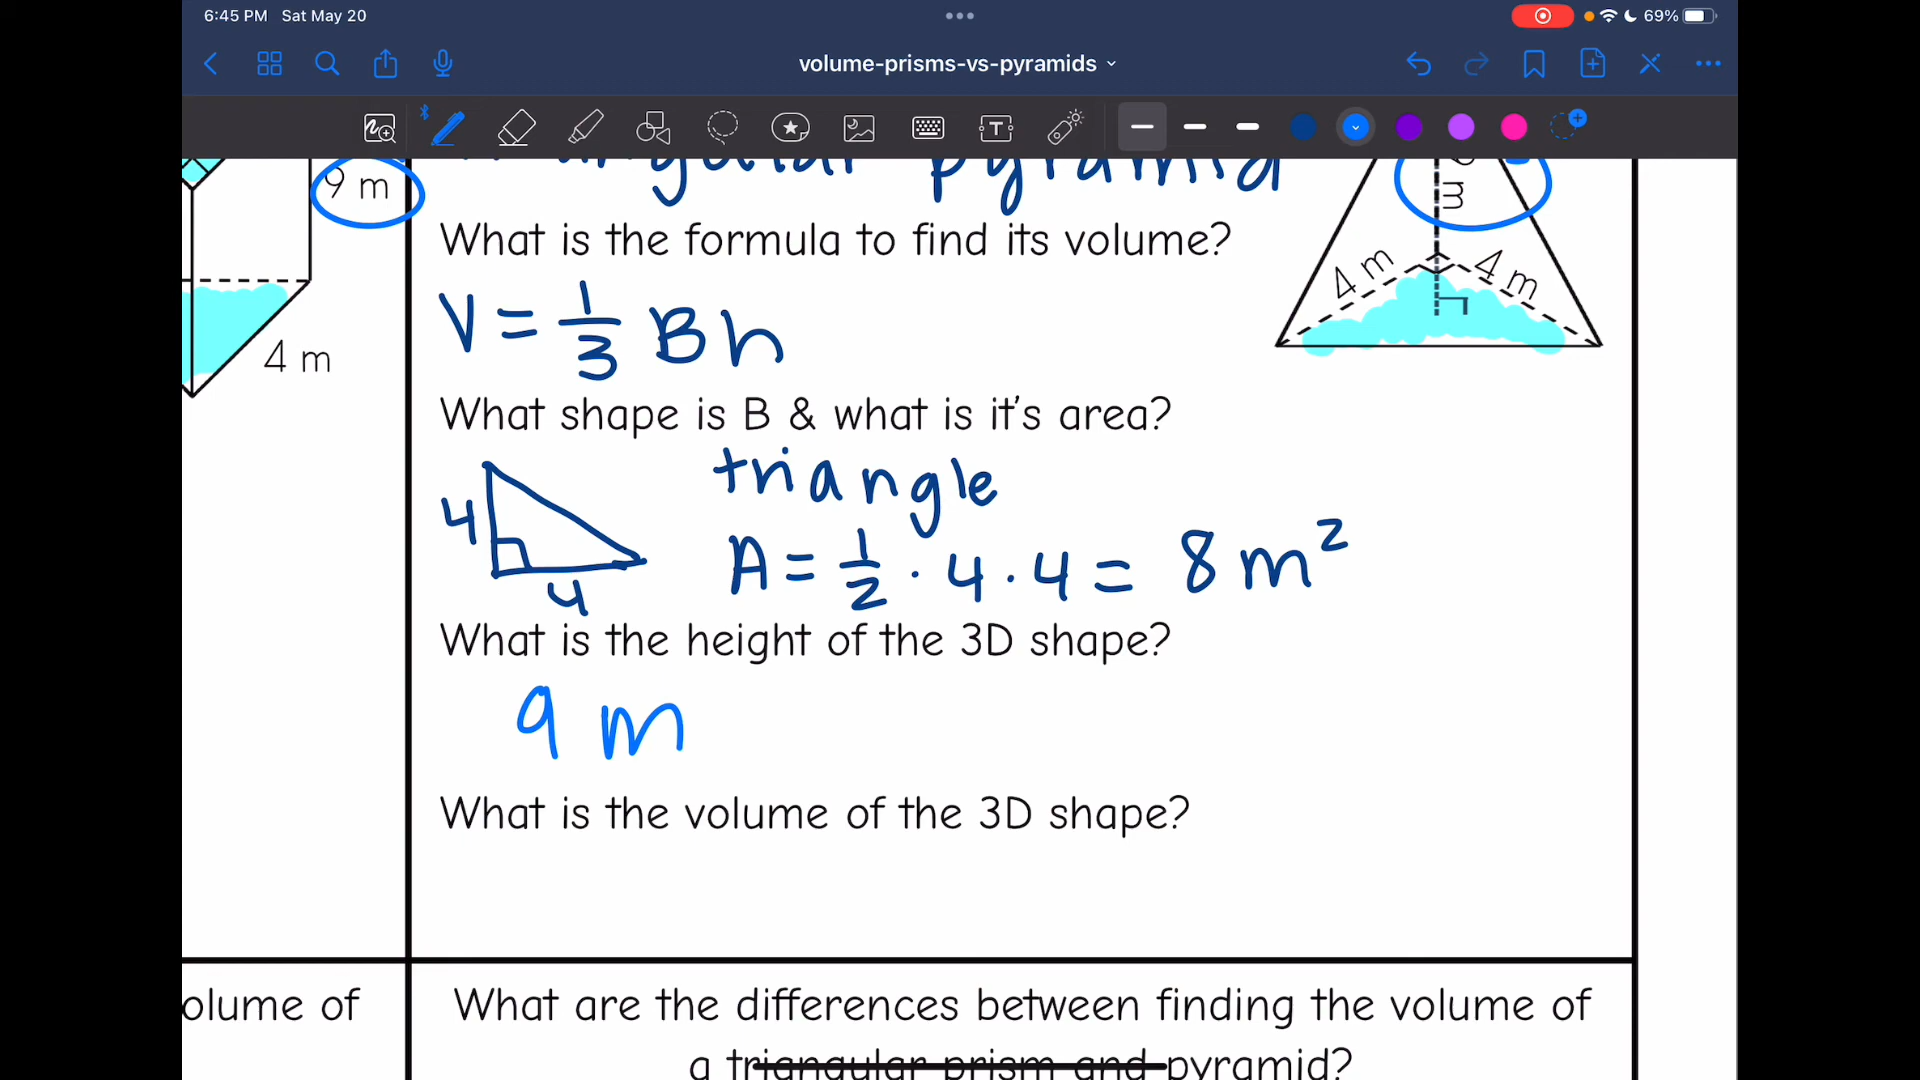 6:45 PM Sat May 20
69%
volume-prisms-vs-pyramids
T
9 m
4 m
pyramid
What is the formula to find its volume?
V = 1/3 Bh
m
4 m
4 m
What shape is B & what is it's area?
triangle
4
4
A = 1/2 · 4 · 4 = 8 m²
What is the height of the 3D shape?
9 m
What is the volume of the 3D shape?
olume of
What are the differences between finding the volume of
a triangular prism and pyramid?